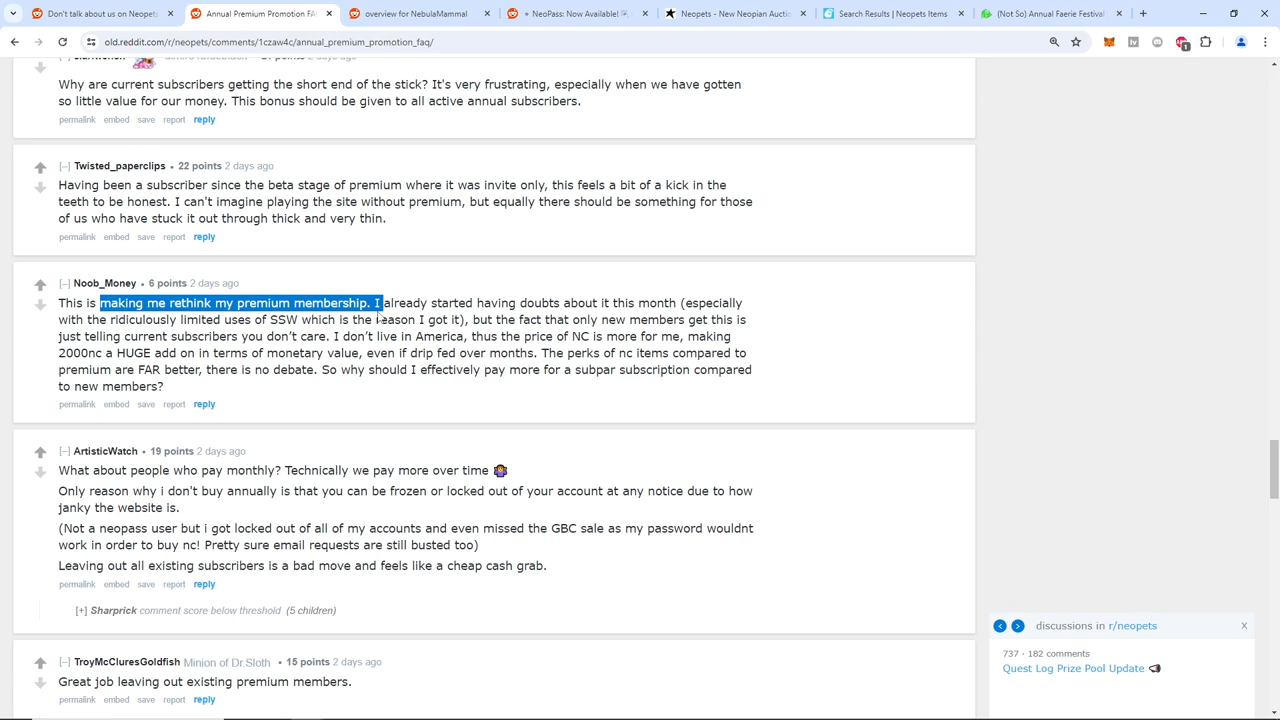 Don't talk about us on Neopets
Annual Premium Promotion FA
overview for NebulaMammal
NeoPass: Now Available!
Neopets - New Neopian Aucti
Search Results | Neopets Items
(Not So) Annual Faerie Festival
old.reddit.com/r/neopets/comments/1czaw4c/annual_premium_promotion_faq/
Why are current subscribers getting the short end of the stick? It's very frustrating, especially when we have gotten
so little value for our money. This bonus should be given to all active annual subscribers.
permalink embed save report reply
[–] Twisted_paperclips • 22 points 2 days ago
Having been a subscriber since the beta stage of premium where it was invite only, this feels a bit of a kick in the
teeth to be honest. I can't imagine playing the site without premium, but equally there should be something for those
of us who have stuck it out through thick and very thin.
permalink embed save report reply
[–] Noob_Money • 6 points 2 days ago
This is making me rethink my premium membership. I already started having doubts about it this month (especially
with the ridiculously limited uses of SSW which is the reason I got it), but the fact that only new members get this is
just telling current subscribers you don’t care. I don’t live in America, thus the price of NC is more for me, making
2000nc a HUGE add on in terms of monetary value, even if drip fed over months. The perks of nc items compared to
premium are FAR better, there is no debate. So why should I effectively pay more for a subpar subscription compared
to new members?
permalink embed save report reply
[–] ArtisticWatch • 19 points 2 days ago
What about people who pay monthly? Technically we pay more over time 🤷‍♀️
Only reason why i don't buy annually is that you can be frozen or locked out of your account at any notice due to how
janky the website is.
(Not a neopass user but i got locked out of all of my accounts and even missed the GBC sale as my password wouldnt
work in order to buy nc! Pretty sure email requests are still busted too)
Leaving out all existing subscribers is a bad move and feels like a cheap cash grab.
permalink embed save report reply
[+] Sharprick comment score below threshold (5 children)
[–] TroyMcCluresGoldfish Minion of Dr.Sloth • 15 points 2 days ago
Great job leaving out existing premium members.
permalink embed save report reply
discussions in r/neopets X
737 · 182 comments
Quest Log Prize Pool Update 📢